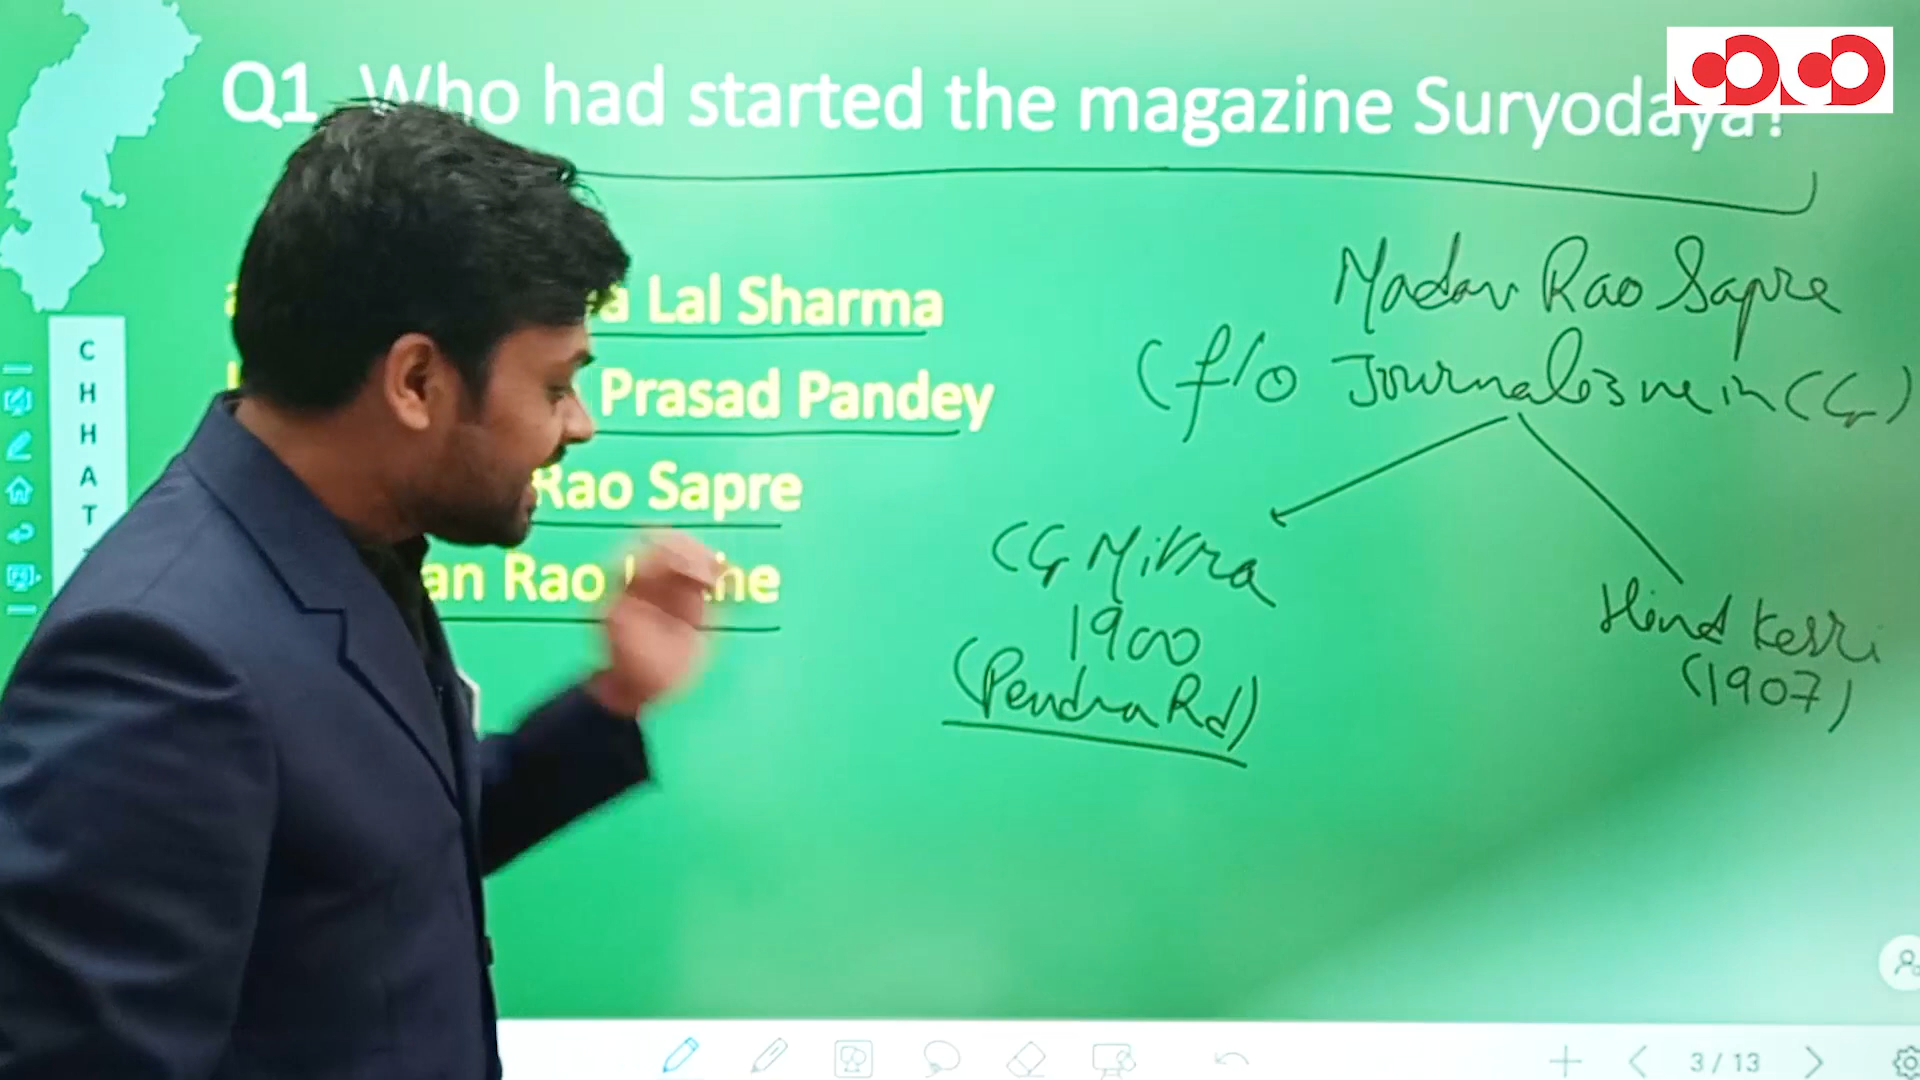 Q1. Who had started the magazine Suryodaya?
a Lal Sharma
Prasad Pandey
Rao Sapre
an Rao
he
C
H
H
A
T
Madav Rao Sapre
(f/o Journalism in CG)
CG Mitra
1900
(Pendra Rd)
Hind Kesri
(1907)
3 / 13